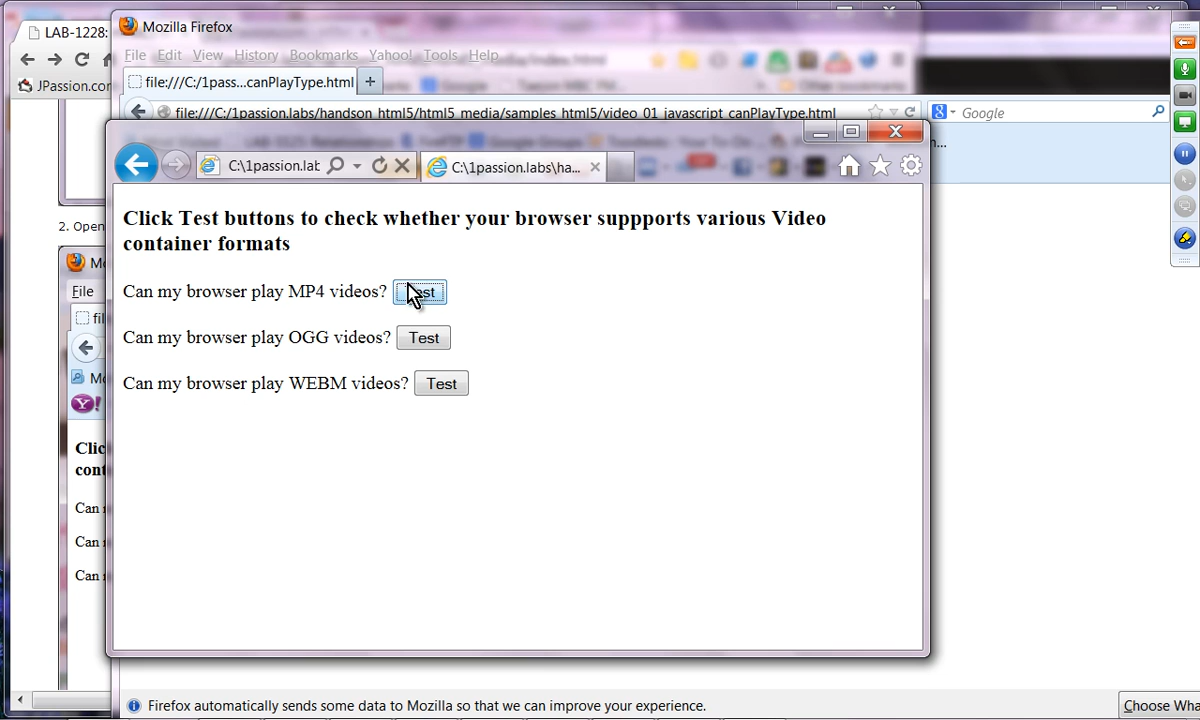 LAB-1228:
Mozilla Firefox
File Edit View History Bookmarks Yahoo! Tools Help
file:///C:/1pass...canPlayType.html +
JPassion.com
file:///C:/1passion.labs/handson_html5/html5_media/samples_html5/video_01_javascript_canPlayType.html
Google
C:\1passion.lat
C:\1passion.labs\ha...
Click Test buttons to check whether your browser suppports various Video
container formats
2. Open
Can my browser play MP4 videos? Test
File
Can my browser play OGG videos? Test
Can my browser play WEBM videos? Test
Y!
Clic
cont
Can
Can
Can
Firefox automatically sends some data to Mozilla so that we can improve your experience.
Choose Wha